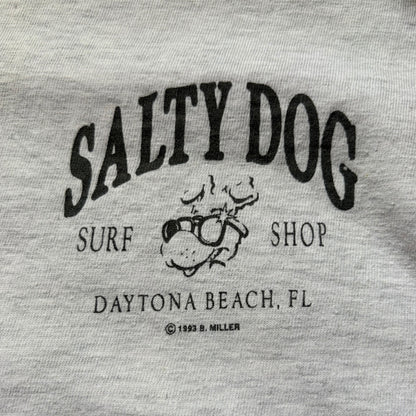 SALTY DOG
SURF SHOP
DAYTONA BEACH, FL
© 1993 B. MILLER